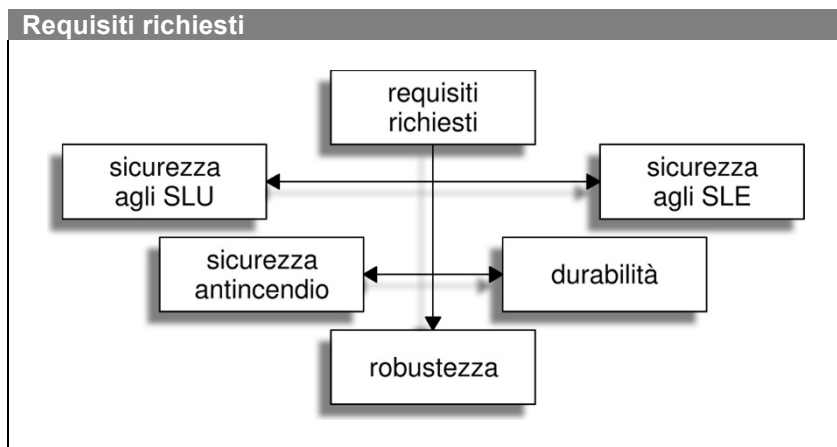 Requisiti richiesti
requisiti
richiesti
sicurezza
agli SLU
sicurezza
agli SLE
sicurezza
antincendio
durabilità
robustezza